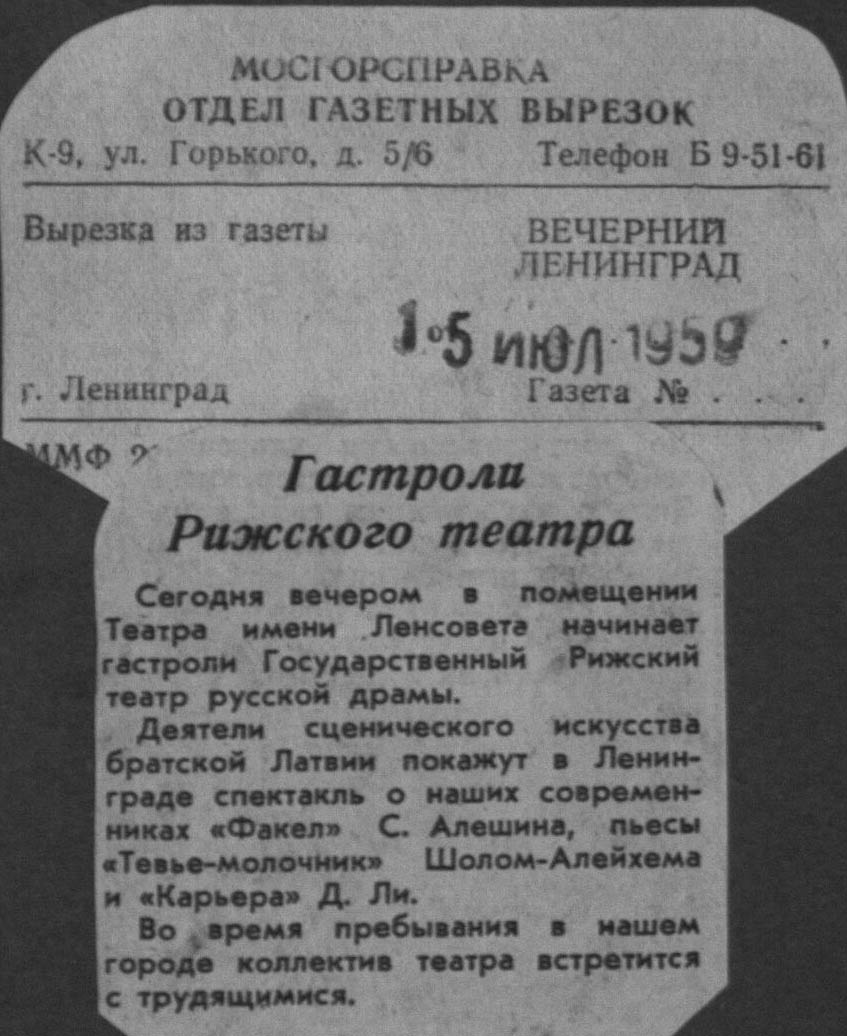 МОСГОРСПРАВКА
ОТДЕЛ ГАЗЕТНЫХ ВЫРЕЗОК
К-9, ул. Горького, д. 5/6 Телефон Б 9-51-61
Вырезка из газеты ВЕЧЕРНИЙ
ЛЕНИНГРАД
ИЮЛ 1959
г. Ленинград Газета № . . .
ММФ
Гастроли
Рижского театра
Сегодня вечером в помещении
Театра имени Ленсовета начинает
гастроли Государственный Рижский
театр русской драмы.
Деятели сценического искусства
братской Латвии покажут в Ленин-
граде спектакль о наших современ-
никах «Факел» С. Алешина, пьесы
«Тевье-молочник» Шолом-Алейхема
и «Карьера» Д. Ли.
Во время пребывания в нашем
городе коллектив театра встретится
с трудящимися.